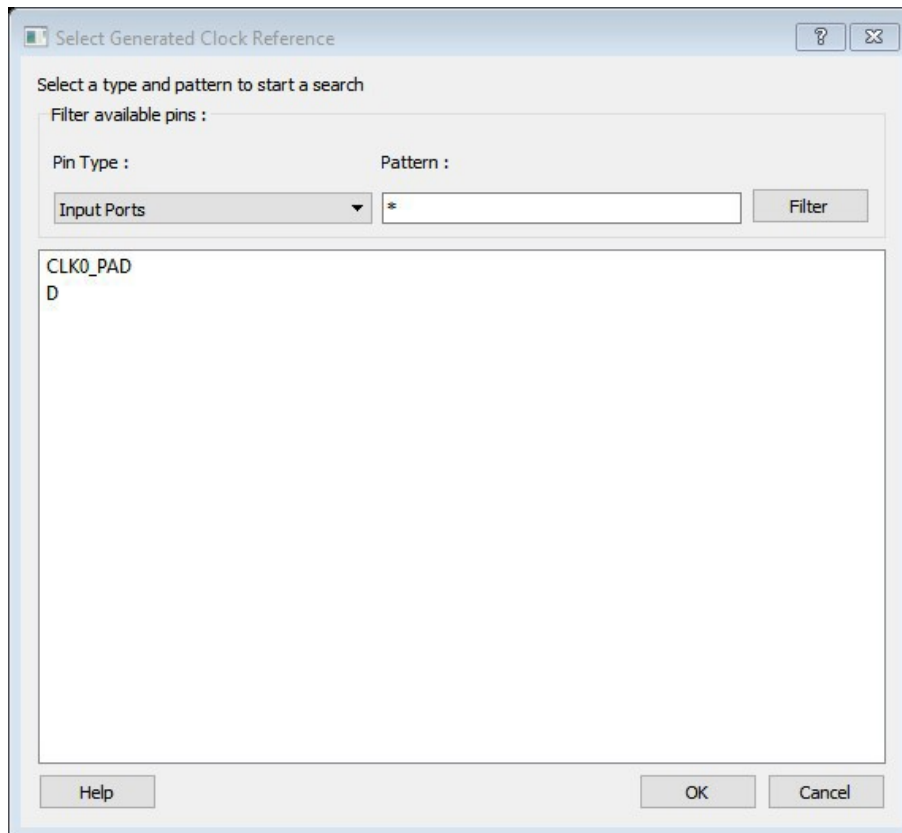 Select Generated Clock Reference
Select a type and pattern to start a search
Filter available pins :
Pin Type :
Pattern :
Input Ports
*
Filter
CLK0_PAD
D
Help
OK
Cancel